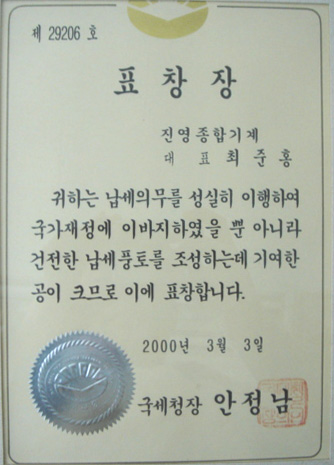 제 29206 호
표 창 장
진영종합기계
대 표 최 준 홍
귀하는 납세의무를 성실히 이행하여
국가재정에 이바지하였을 뿐 아니라
건전한 납세풍토를 조성하는데 기여한
공이 크므로 이에 표창합니다.
2000년 3월 3일
국세청장 안 정 남